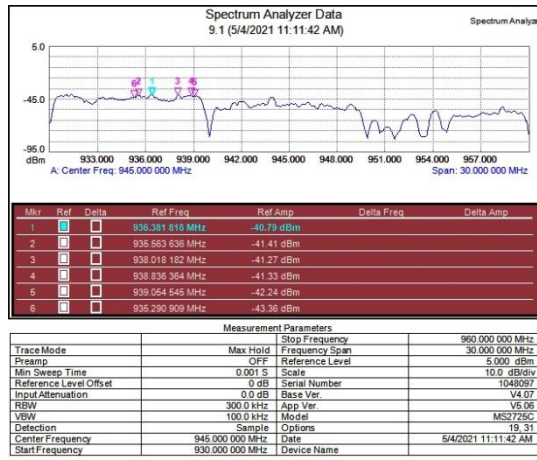 Spectrum Analyzer Data
9.1 (5/4/2021 11:11:42 AM)
Spectrum Analyze
5.0
-45.0
-95.0
dBm
6 2 1 3 4 5
933.000 936.000 939.000 942.000 945.000 948.000 951.000 954.000 957.000
A: Center Freq: 945.000 000 MHz Span: 30.000 000 MHz
Mkr Ref Delta Ref Freq Ref Amp Delta Freq Delta Amp
1 936.381 818 MHz -40.79 dBm
2 935.563 636 MHz -41.41 dBm
3 938.018 182 MHz -41.27 dBm
4 938.836 364 MHz -41.33 dBm
5 939.054 545 MHz -42.24 dBm
6 935.290 909 MHz -43.36 dBm
Measurement Parameters
Stop Frequency 960.000 000 MHz
Trace Mode Max Hold Frequency Span 30.000 000 MHz
Preamp OFF Reference Level 5.000 dBm
Min Sweep Time 0.001 S Scale 10.0 dB/div
Reference Level Offset 0 dB Serial Number 1048097
Input Attenuation 0.0 dB Base Ver. V4.07
RBW 300.0 kHz App Ver. V5.06
VBW 100.0 kHz Model MS2725C
Detection Sample Options 19, 31
Center Frequency 945.000 000 MHz Date 5/4/2021 11:11:42 AM
Start Frequency 930.000 000 MHz Device Name